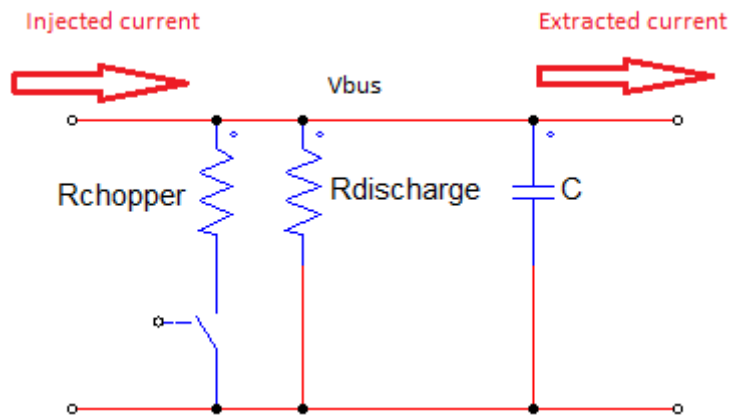 Injected current
Extracted current
Vbus
Rchopper
Rdischarge
C